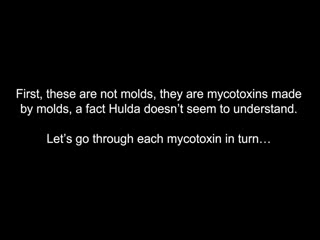 First, these are not molds, they are mycotoxins made
by molds, a fact Hulda doesn’t seem to understand.
Let’s go through each mycotoxin in turn…